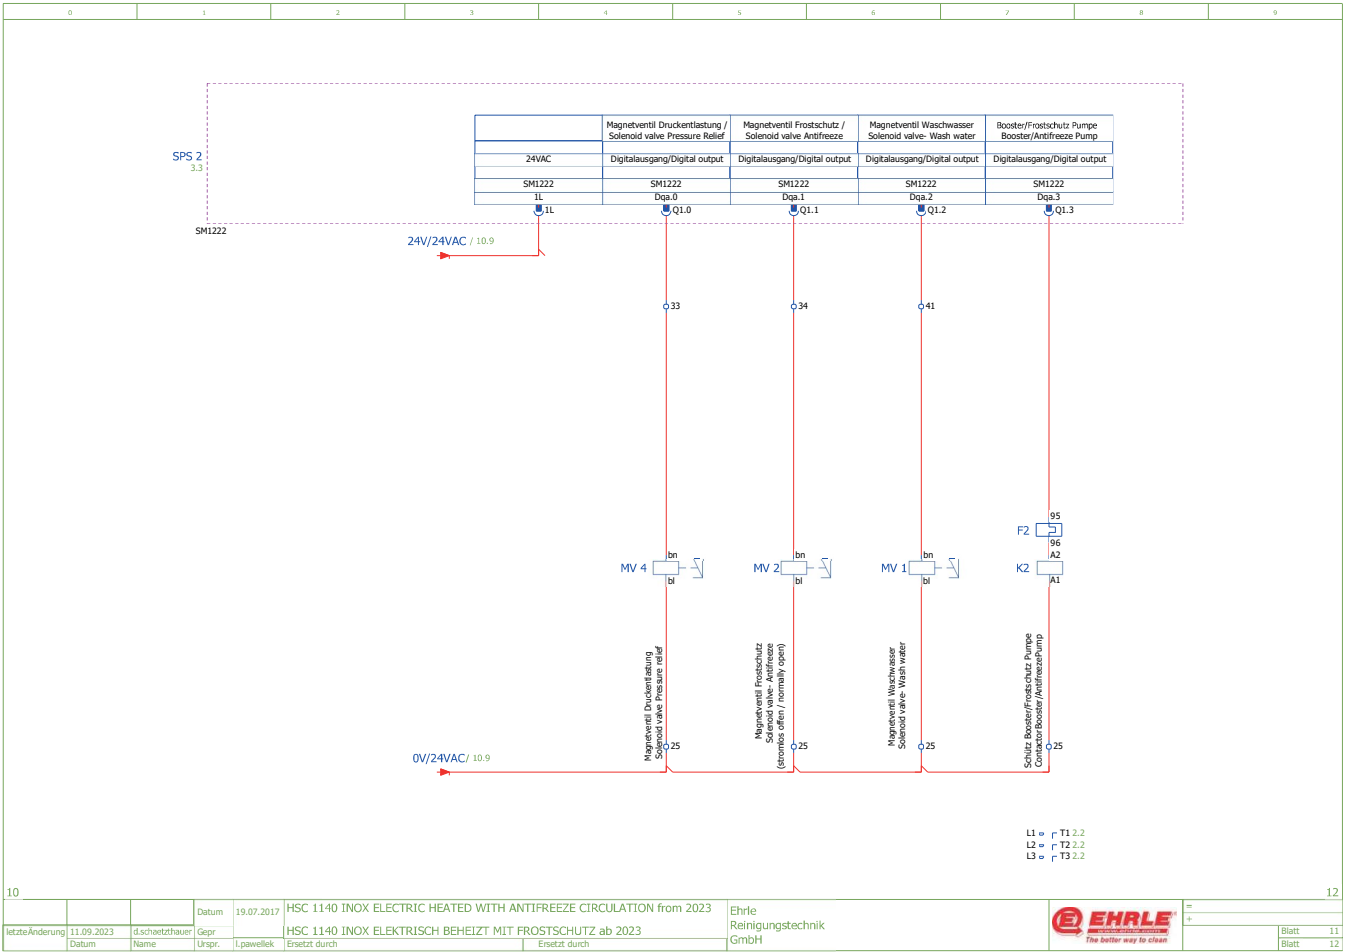 0 1 2 3 4 5 6 7 8 9
Magnetventil Druckentlastung / Magnetventil Frostschutz / Magnetventil Waschwasser Booster/Frostschutz Pumpe
Solenoid valve Pressure Relief Solenoid valve Antifreeze Solenoid valve- Wash water Booster/Antifreeze Pump
SPS 2
3.3
24VAC Digitalausgang/Digital output Digitalausgang/Digital output Digitalausgang/Digital output Digitalausgang/Digital output
SM1222 SM1222 SM1222 SM1222 SM1222
1L Dqa.0 Dqa.1 Dqa.2 Dqa.3
1L Q1.0 Q1.1 Q1.2 Q1.3
SM1222
24V/24VAC / 10.9
33 34 41
95
F2
96
bn bn bn A2
MV 4 MV 2 MV 1 K2
bl bl bl A1
Magnetventil Druckentlastung
Solenoid valve Pressure relief
Magnetventil Frostschutz
Solenoid valve- Antifreeze
(stromlos offen / normally open)
Magnetventil Waschwasser
Solenoid valve- Wash water
Schütz Booster/Frostschutz Pumpe
Contactor Booster/AntifreezePump
25 25 25 25
0V/24VAC/ 10.9
L1 T1 2.2
L2 T2 2.2
L3 T3 2.2
10 12
Datum 19.07.2017 HSC 1140 INOX ELECTRIC HEATED WITH ANTIFREEZE CIRCULATION from 2023
letzteÄnderung 11.09.2023 d.schaetzthauer Gepr HSC 1140 INOX ELEKTRISCH BEHEIZT MIT FROSTSCHUTZ ab 2023
Datum Name Urspr. l.pawellek Ersetzt durch Ersetzt durch
Ehrle
Reinigungstechnik
GmbH
EHRLE
www.ehrle.com
The better way to clean
=
+
Blatt 11
Blatt 12